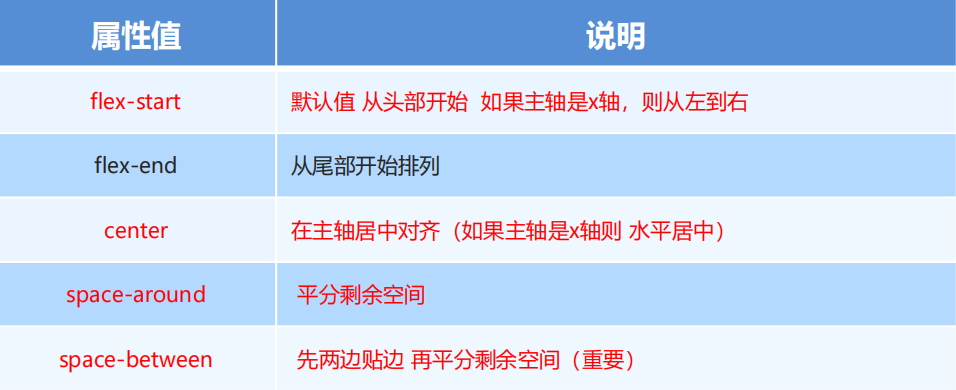 属性值 说明
flex-start 默认值 从头部开始 如果主轴是x轴，则从左到右
flex-end 从尾部开始排列
center 在主轴居中对齐（如果主轴是x轴则 水平居中）
space-around 平分剩余空间
space-between 先两边贴边 再平分剩余空间（重要）